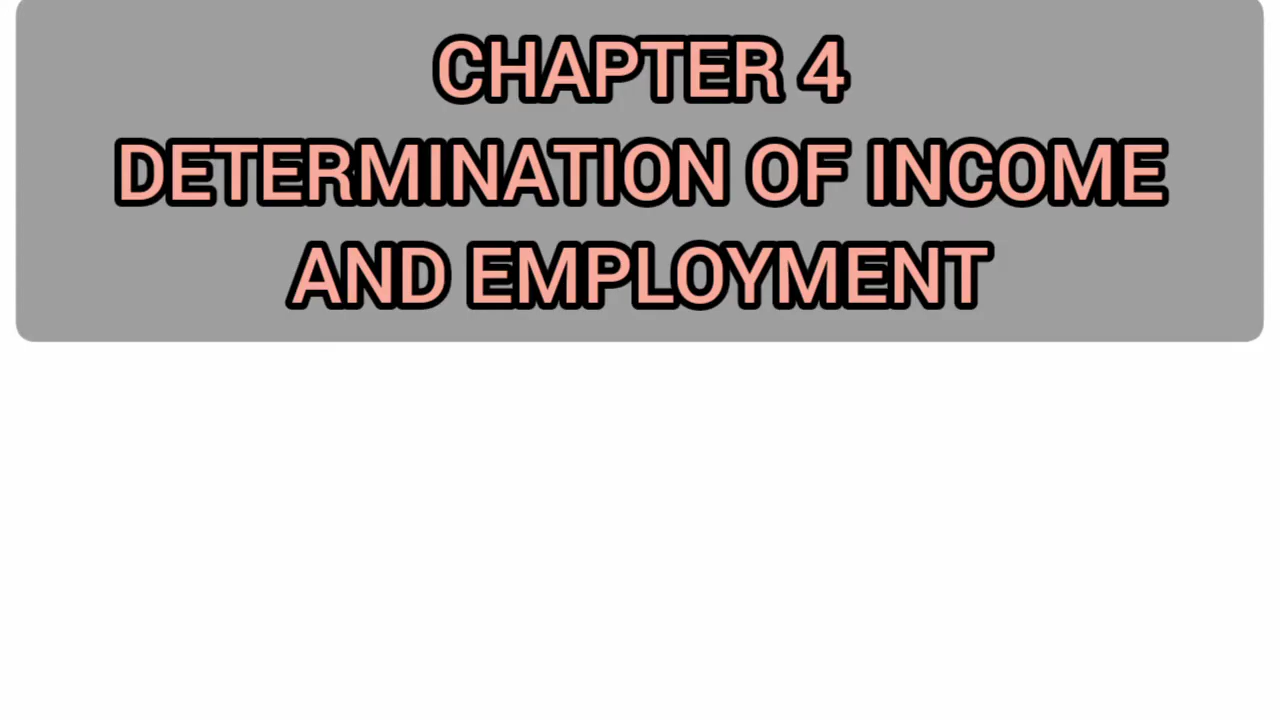 CHAPTER 4
DETERMINATION OF INCOME
AND EMPLOYMENT